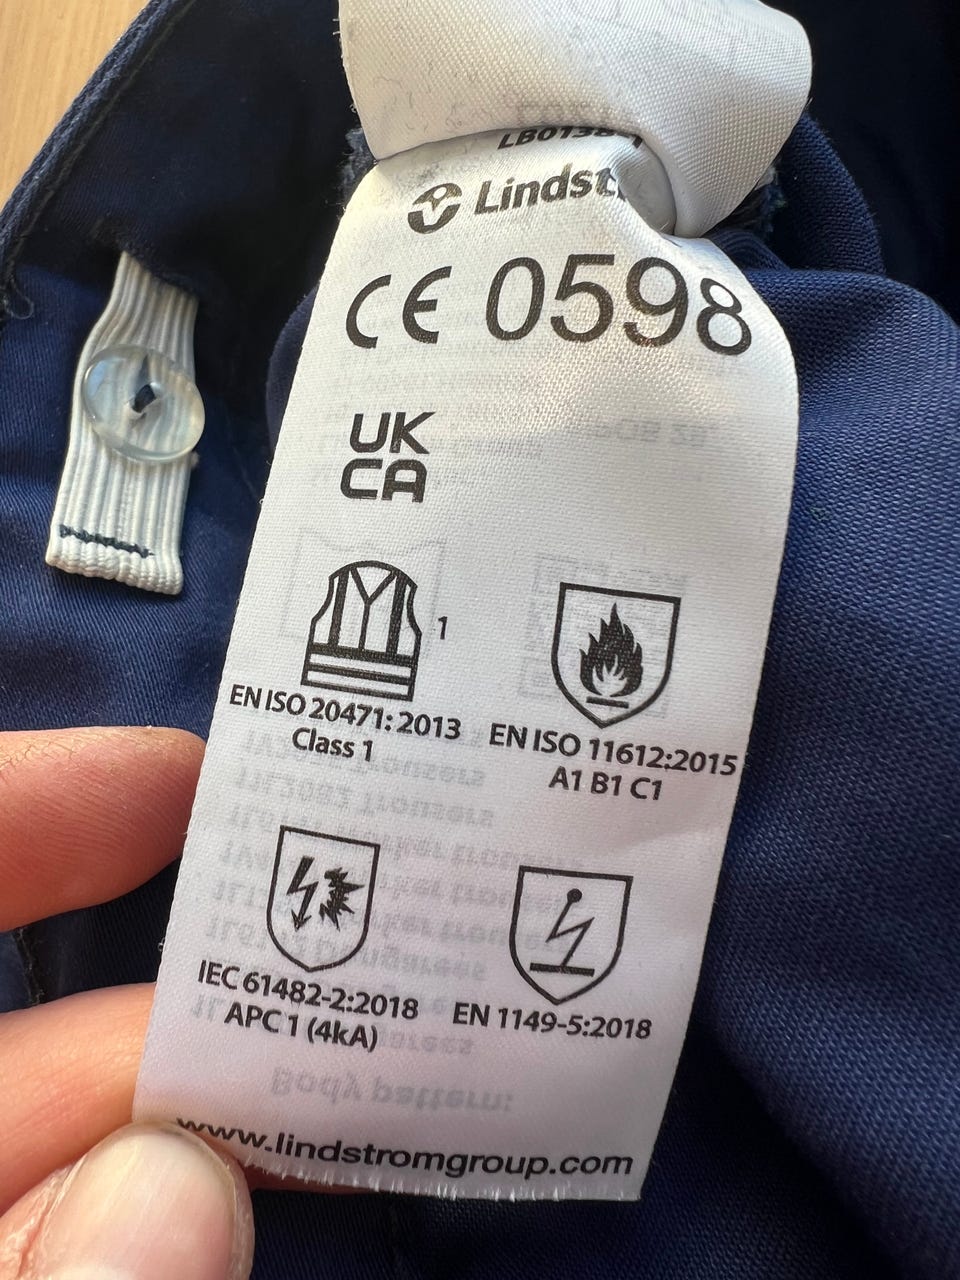 Lindst
CE 0598
UK
CA
1
EN ISO 20471:2013
Class 1
EN ISO 11612:2015
A1 B1 C1
IEC 61482-2:2018
APC 1 (4kA)
EN 1149-5:2018
www.lindstromgroup.com